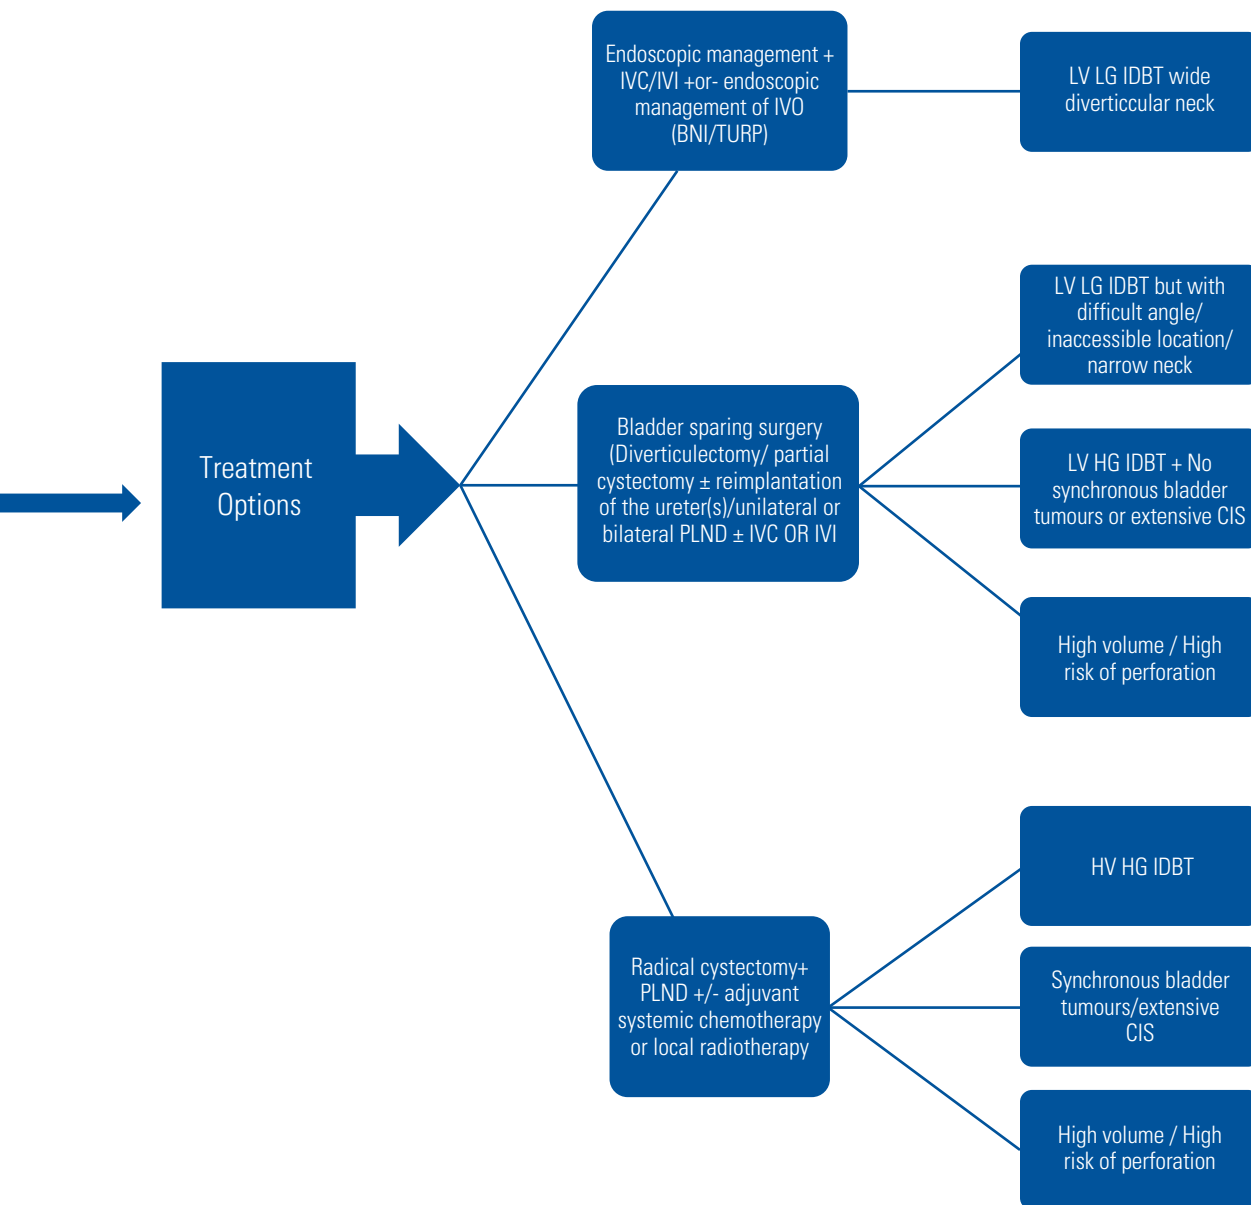 Treatment
Options
Endoscopic management +
IVC/IVI +or- endoscopic
management of IVO
(BNI/TURP)
LV LG IDBT wide
diverticcular neck
Bladder sparing surgery
(Diverticulectomy/ partial
cystectomy ± reimplantation
of the ureter(s)/unilateral or
bilateral PLND ± IVC OR IVI
LV LG IDBT but with
difficult angle/
inaccessible location/
narrow neck
LV HG IDBT + No
synchronous bladder
tumours or extensive CIS
High volume / High
risk of perforation
Radical cystectomy+
PLND +/- adjuvant
systemic chemotherapy
or local radiotherapy
HV HG IDBT
Synchronous bladder
tumours/extensive
CIS
High volume / High
risk of perforation